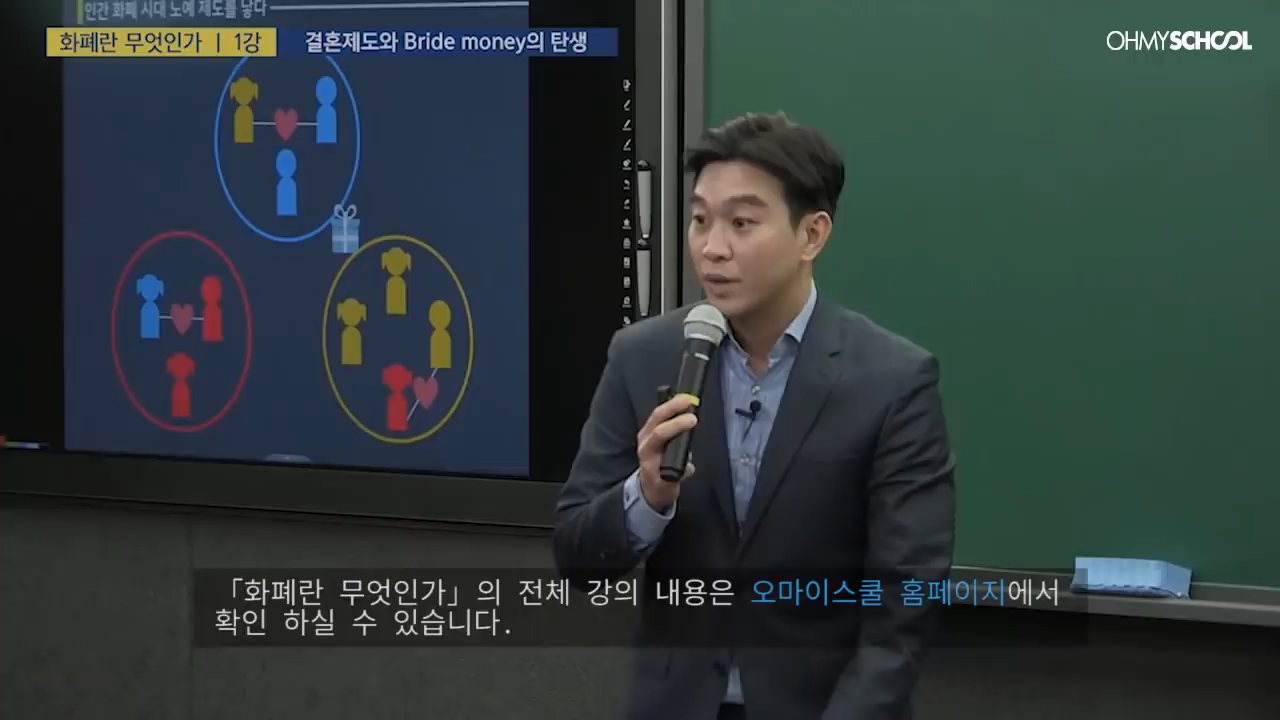 인간 화폐 시대 노예 제도를 낳다
화폐란 무엇인가 | 1강
결혼제도와 Bride money의 탄생
OHMYSCHOOL
「화폐란 무엇인가」의 전체 강의 내용은 오마이스쿨 홈페이지에서
확인 하실 수 있습니다.